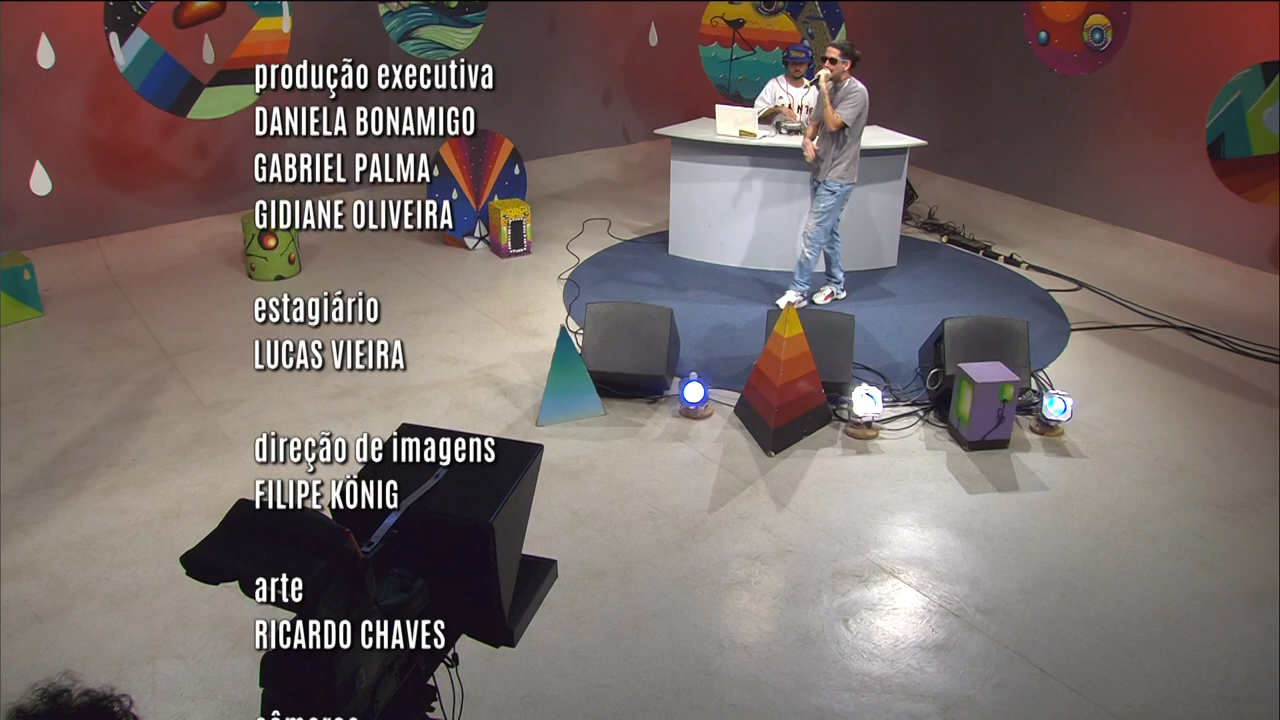 produção executiva
DANIELA BONAMIGO
GABRIEL PALMA
GIDIANE OLIVEIRA
estagiário
LUCAS VIEIRA
direção de imagens
FILIPE KÖNIG
arte
RICARDO CHAVES